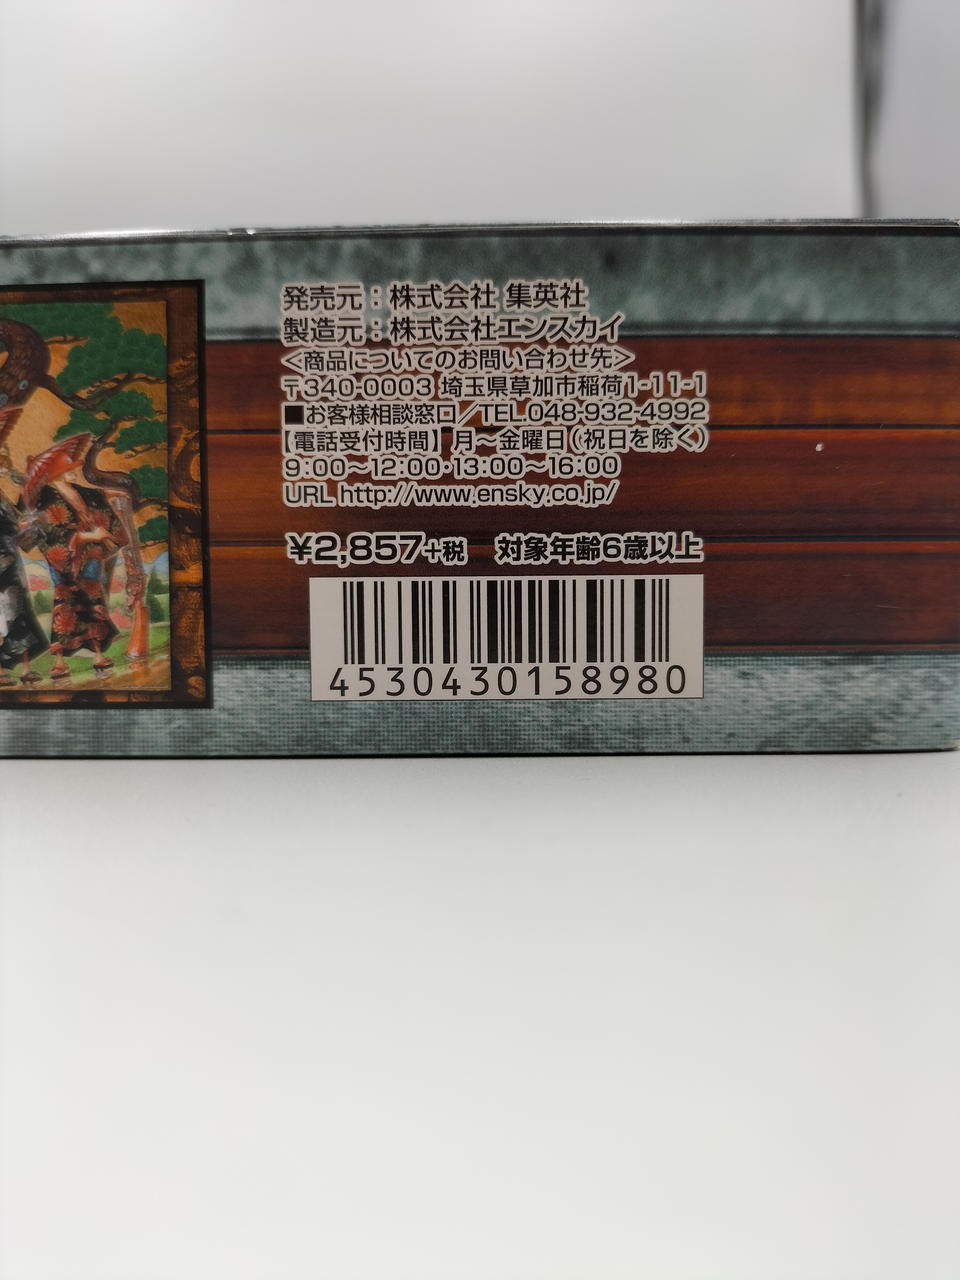 発売元：株式会社 集英社
製造元：株式会社エンスカイ
＜商品についてのお問い合わせ先＞
〒340-0003 埼玉県草加市稲荷1-11-1
■お客様相談窓口／TEL.048-932-4992
【電話受付時間】月〜金曜日（祝日を除く）
9:00〜12:00・13:00〜16:00
URL http://www.ensky.co.jp/
¥2,857+税　対象年齢6歳以上
4530430158980